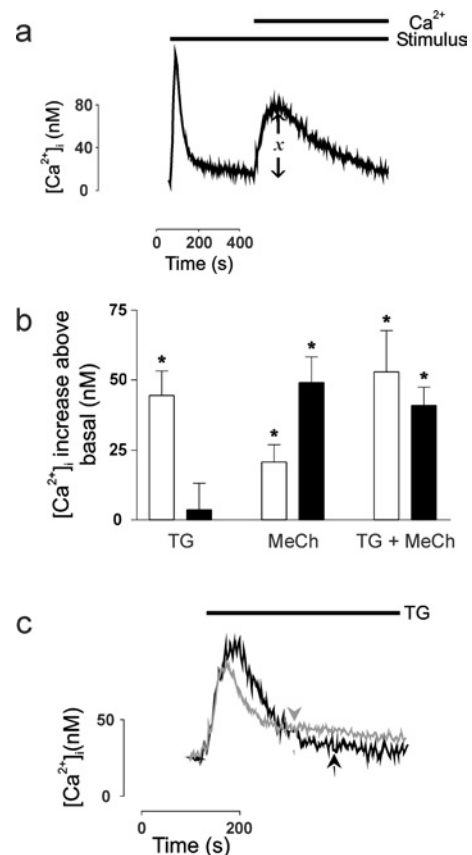 a
Ca2+
Stimulus
[Ca2+]i (nM)
80
40
0
x
0 200 400
Time (s)
b
[Ca2+]i increase above
basal (nM)
75
50
25
0
* * * * *
TG MeCh TG + MeCh
c
TG
[Ca2+]i(nM)
50
0
0 200
Time (s)